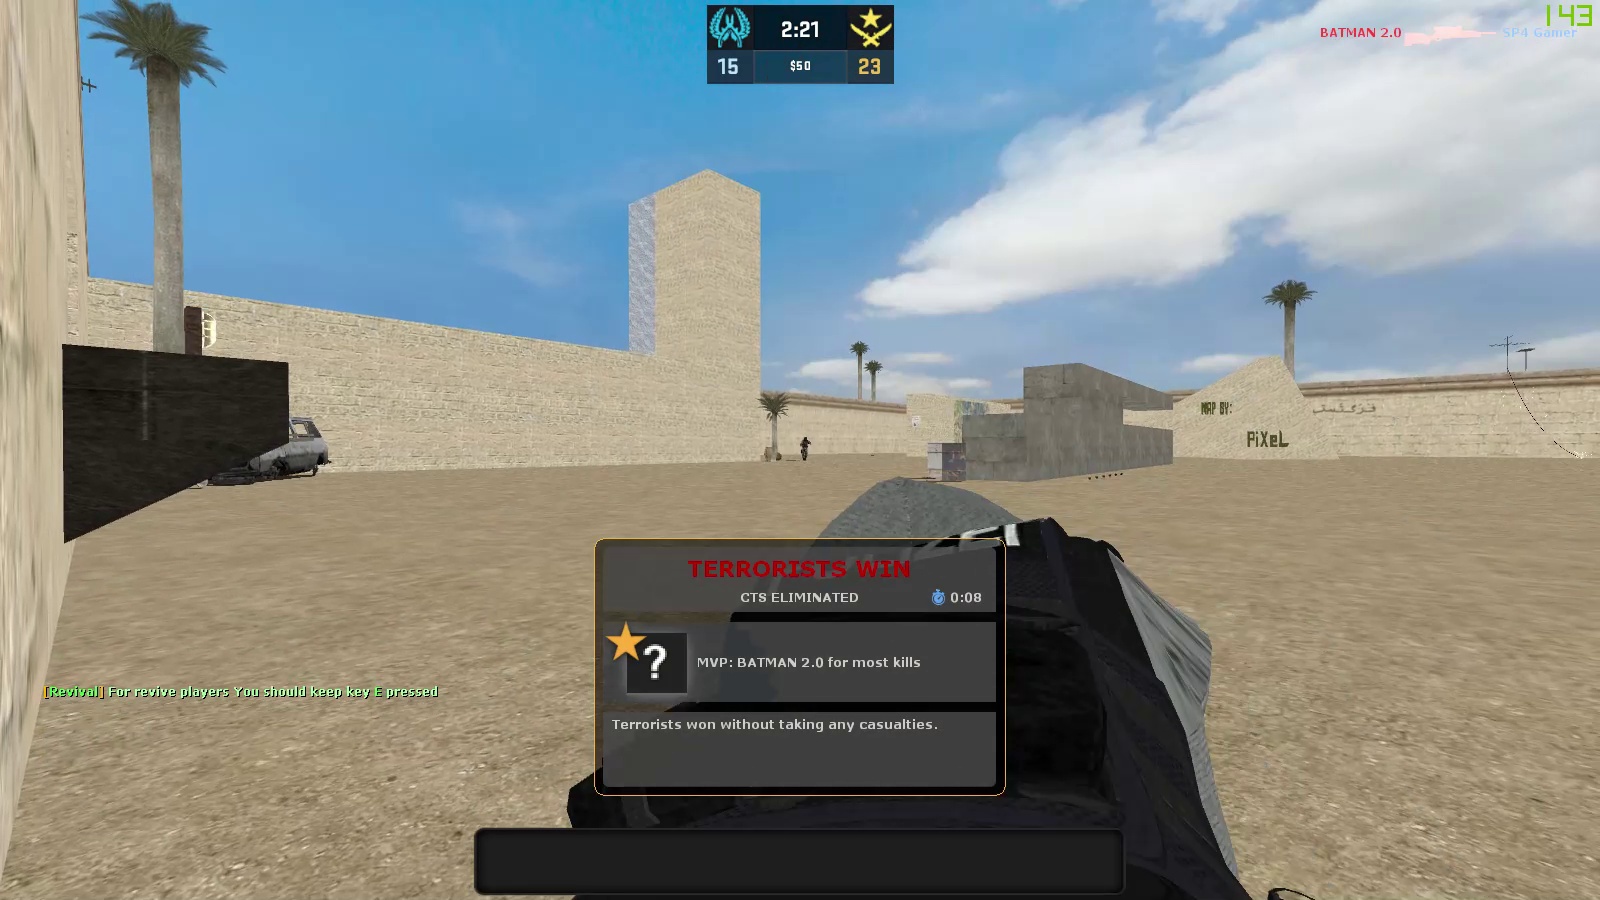 143
2:21
15 $50 23
BATMAN 2.0 SP4 Gamer
MAP BY:
PiXeL
TERRORISTS WIN
CTS ELIMINATED 0:08
?
MVP: BATMAN 2.0 for most kills
[Revival] For revive players You should keep key E pressed
Terrorists won without taking any casualties.